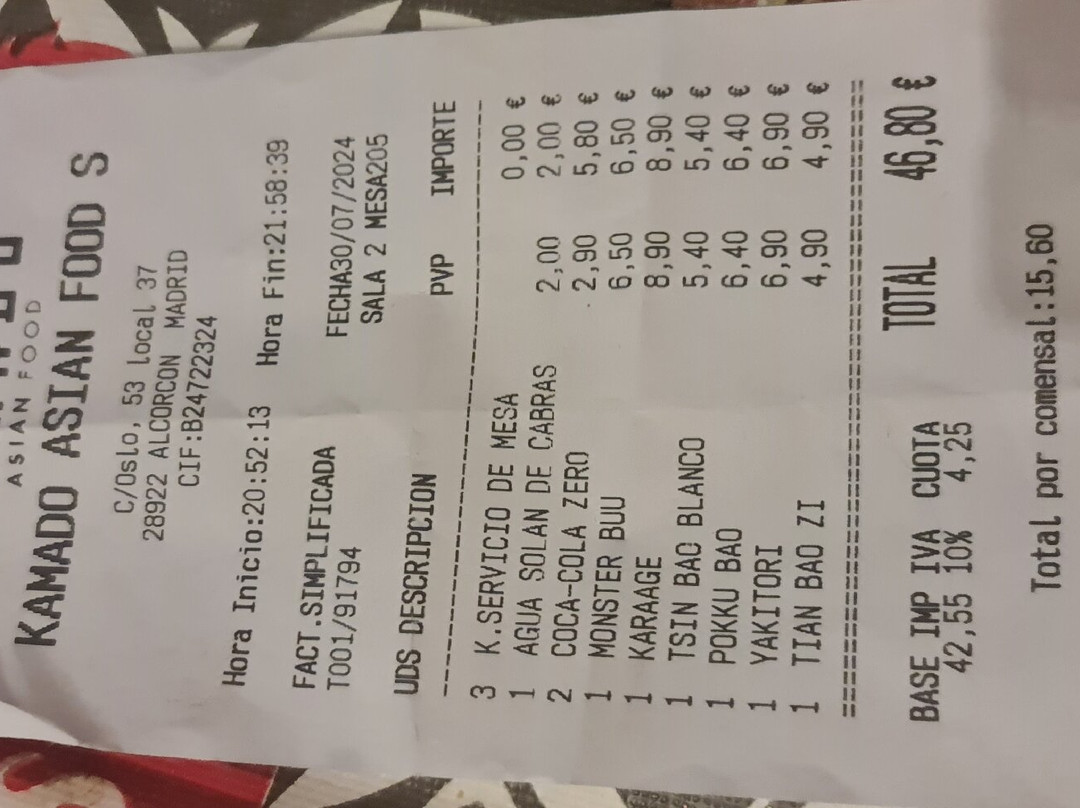 ASIAN FOOD
KAMADO ASIAN FOOD S
C/Oslo, 53 local 37
28922 ALCORCON MADRID
CIF:B24722324
Hora Inicio:20:52:13 Hora Fin:21:58:39
FACT.SIMPLIFICADA FECHA30/07/2024
T001/91794 SALA 2 MESA205
UDS DESCRIPCION PVP IMPORTE
3 K.SERVICIO DE MESA 0,00 €
1 AGUA SOLAN DE CABRAS 2,00 2,00 €
2 COCA-COLA ZERO 2,90 5,80 €
1 MONSTER BUU 6,50 6,50 €
1 KARAAGE 8,90 8,90 €
1 TSIN BAO BLANCO 5,40 5,40 €
1 POKKU BAO 6,40 6,40 €
1 YAKITORI 6,90 6,90 €
1 TIAN BAO ZI 4,90 4,90 €
BASE IMP IVA CUOTA TOTAL 46,80 €
42,55 10% 4,25
Total por comensal:15,60